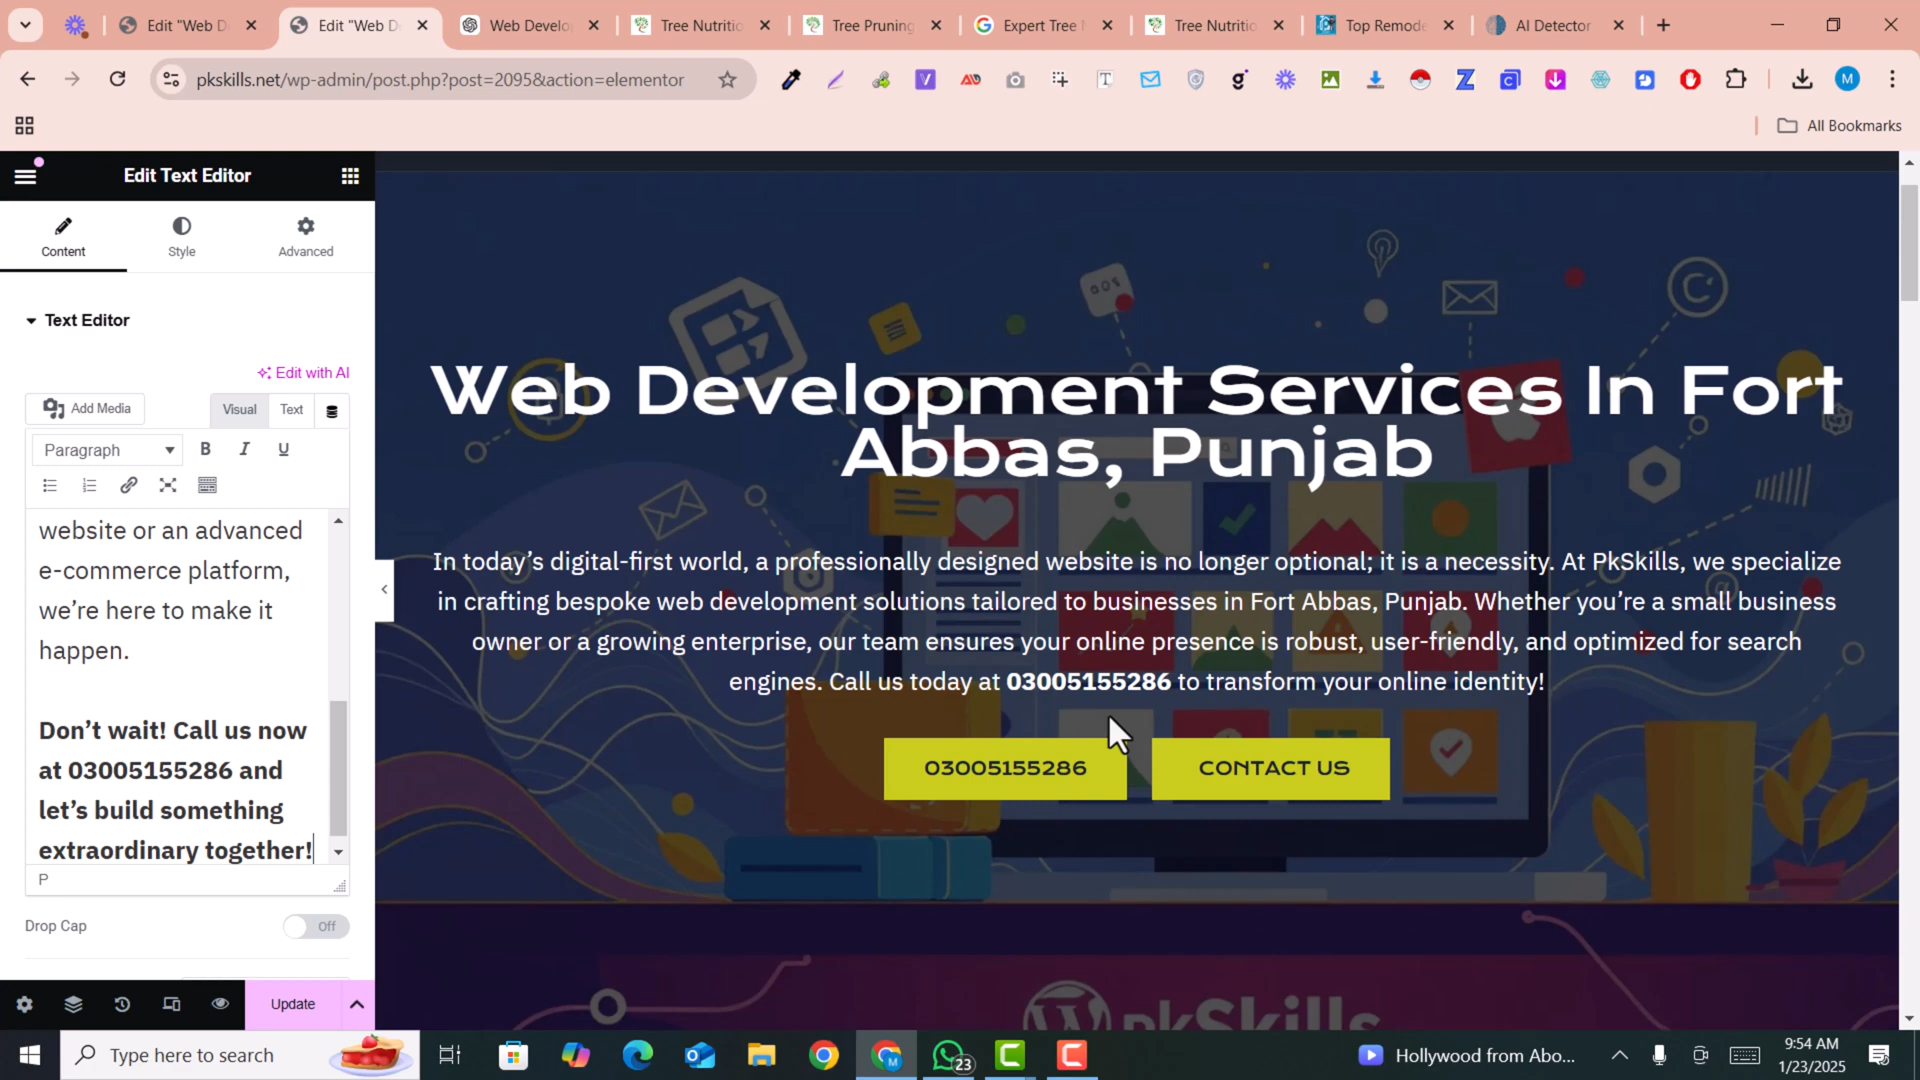 Edit "Web D
Edit "Web D
Web Develo
Tree Nutritio
Tree Pruning
Expert Tree
Tree Nutritio
Top Remode
AI Detector
pkskills.net/wp-admin/post.php?post=2095&action=elementor
M
All Bookmarks
Edit Text Editor
Content
Style
Advanced
Text Editor
Edit with AI
Add Media
Visual
Text
Paragraph
B
I
U
website or an advanced
e-commerce platform,
we’re here to make it
happen.
Don’t wait! Call us now
at 03005155286 and
let’s build something
extraordinary together!
P
Drop Cap
Off
Update
Web Development Services In Fort
Abbas, Punjab
In today’s digital-first world, a professionally designed website is no longer optional; it is a necessity. At PkSkills, we specialize
in crafting bespoke web development solutions tailored to businesses in Fort Abbas, Punjab. Whether you’re a small business
owner or a growing enterprise, our team ensures your online presence is robust, user-friendly, and optimized for search
engines. Call us today at 03005155286 to transform your online identity!
03005155286
CONTACT US
pkSkills
Type here to search
23
Hollywood from Abo...
9:54 AM
1/23/2025